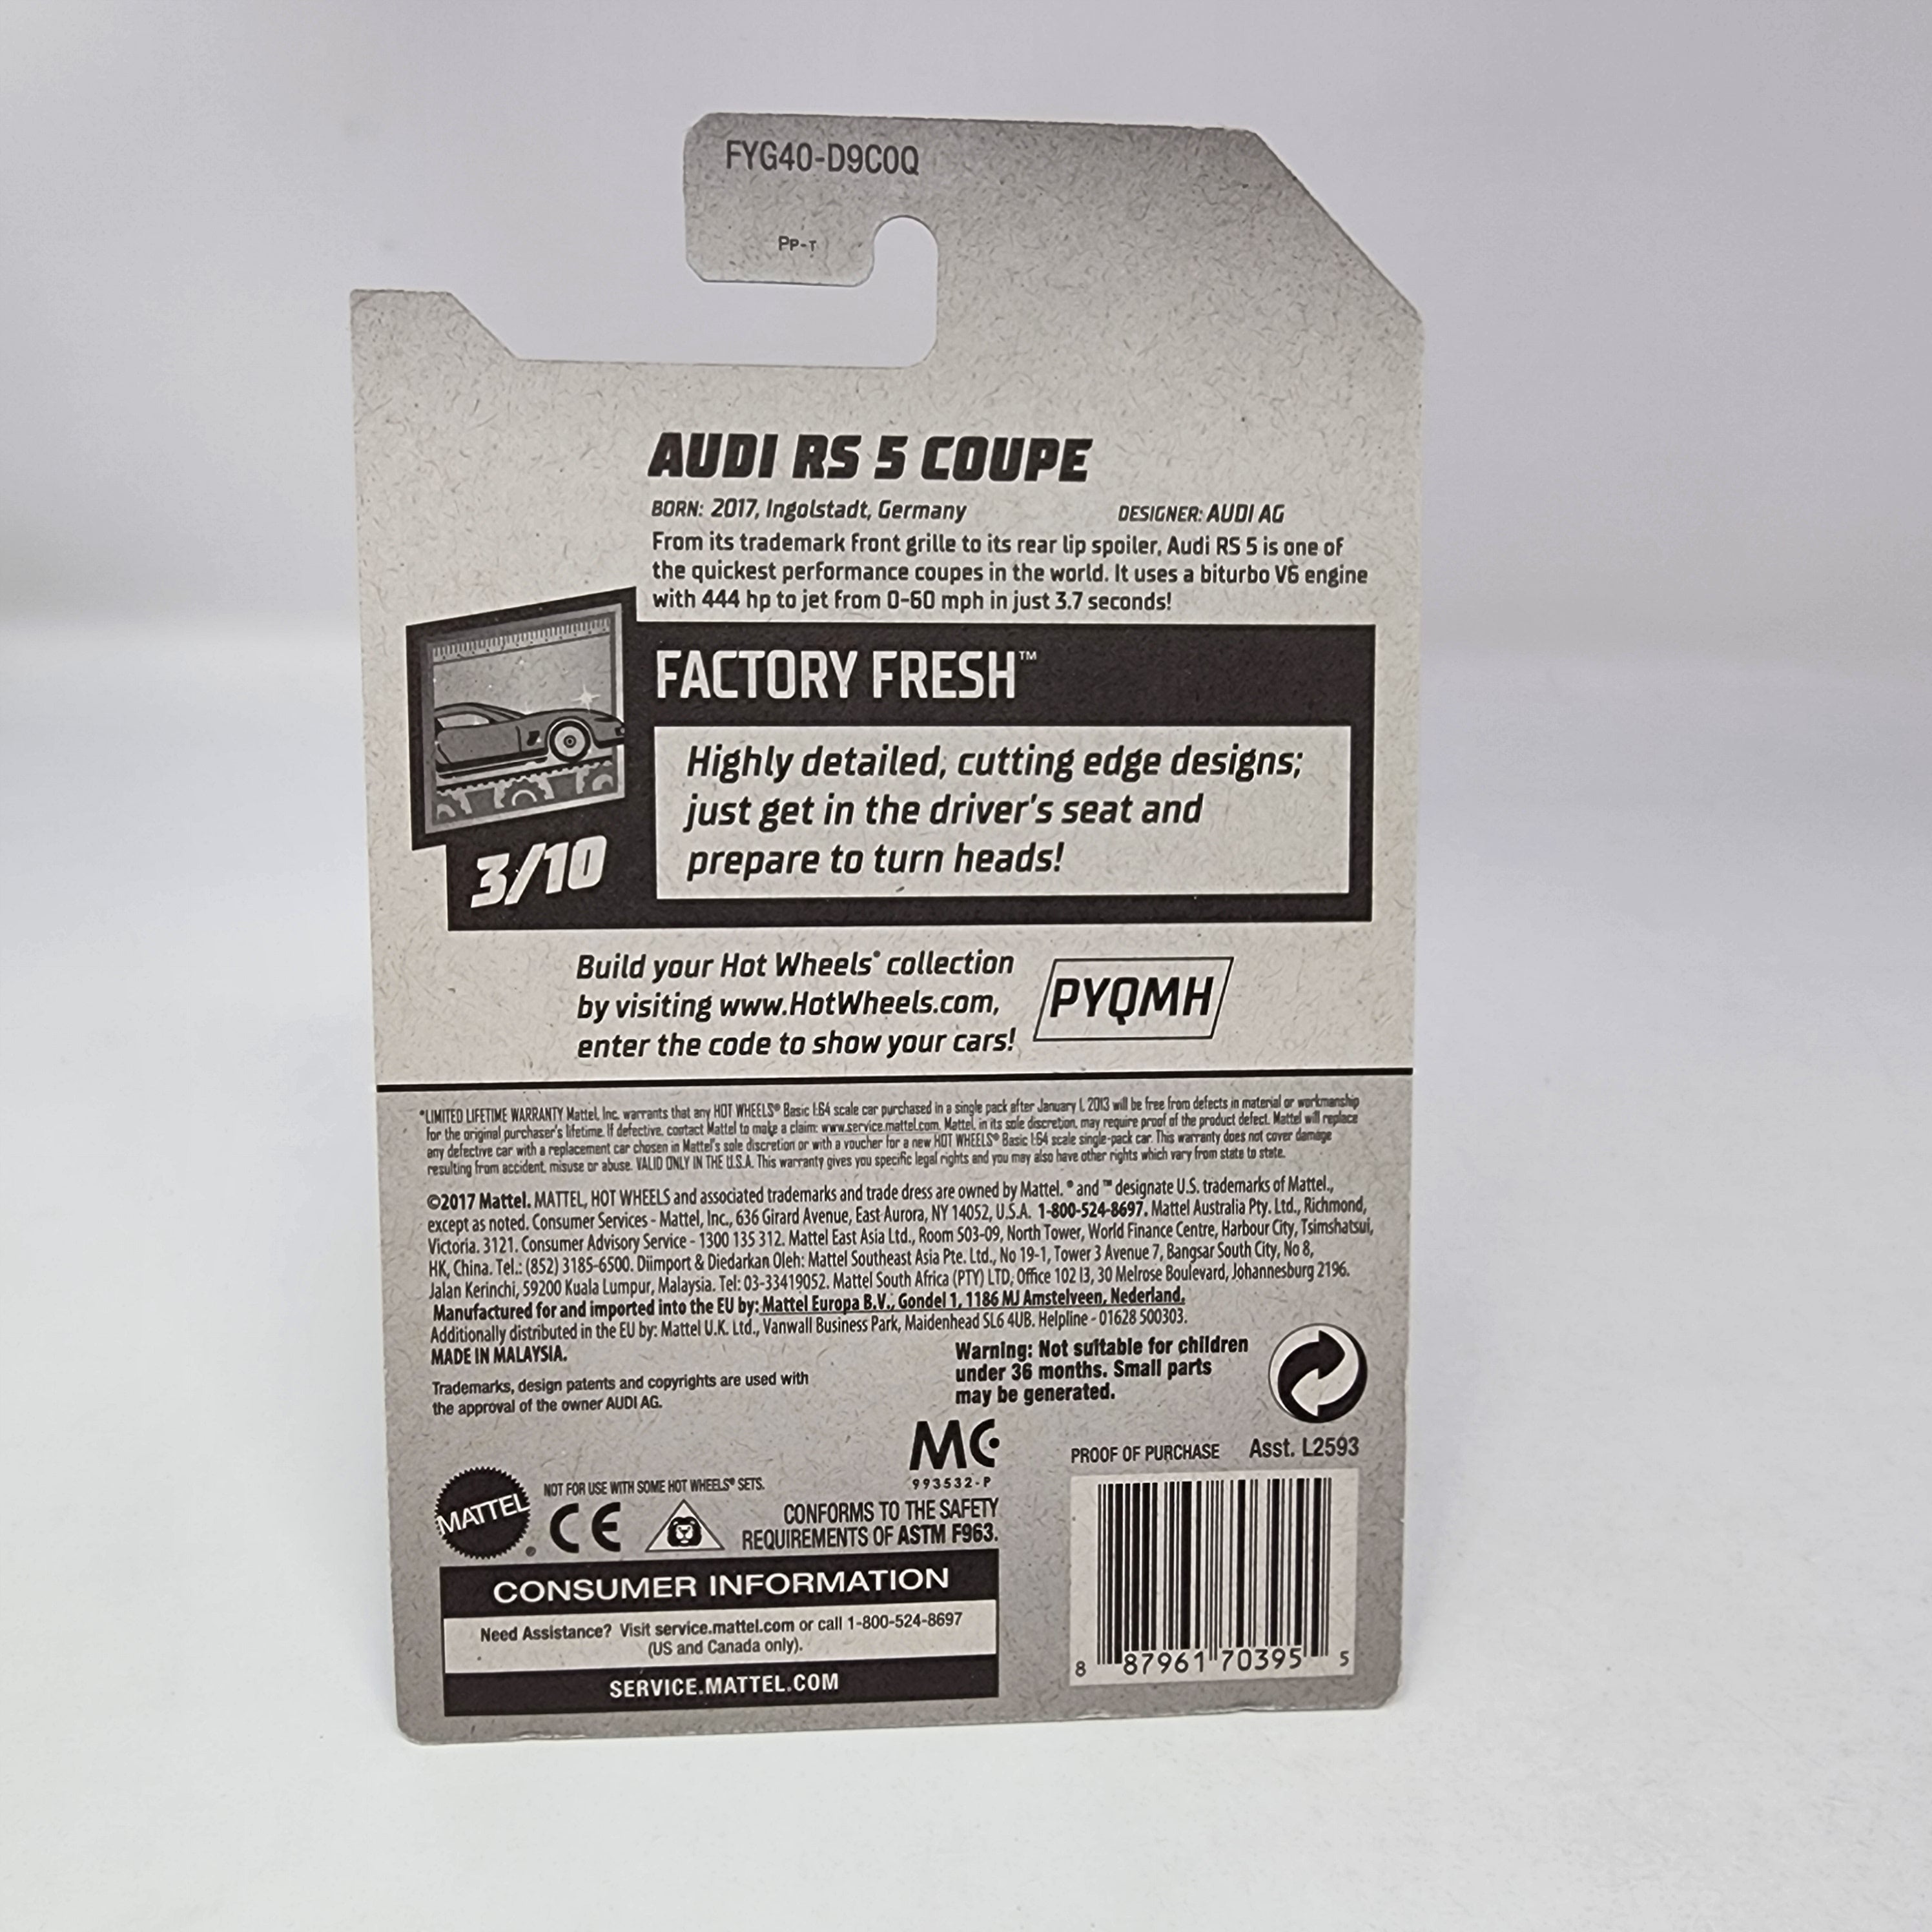 FYG40-D9C0Q
PP-T
AUDI RS 5 COUPE
BORN: 2017, Ingolstadt, Germany DESIGNER: AUDI AG
From its trademark front grille to its rear lip spoiler, Audi RS 5 is one of
the quickest performance coupes in the world. It uses a biturbo V6 engine
with 444 hp to jet from 0-60 mph in just 3.7 seconds!
FACTORY FRESH™
Highly detailed, cutting edge designs;
just get in the driver's seat and
prepare to turn heads!
3/10
Build your Hot Wheels® collection
by visiting www.HotWheels.com,
enter the code to show your cars!
PYQMH
*LIMITED LIFETIME WARRANTY Mattel, Inc. warrants that any HOT WHEELS® Basic 1:64 scale car purchased in a single pack after January 1, 2013 will be free from defects in material or workmanship
for the original purchaser's lifetime. If defective, contact Mattel to make a claim: www.service.mattel.com. Mattel, in its sole discretion, may require proof of the product defect. Mattel will replace
any defective car with a replacement car chosen in Mattel's sole discretion or with a voucher for a new HOT WHEELS® Basic 1:64 scale single-pack car. This warranty does not cover damage
resulting from accident, misuse or abuse. VALID ONLY IN THE U.S.A. This warranty gives you specific legal rights and you may also have other rights which vary from state to state.
©2017 Mattel. MATTEL, HOT WHEELS and associated trademarks and trade dress are owned by Mattel. ® and ™ designate U.S. trademarks of Mattel.,
except as noted. Consumer Services - Mattel, Inc., 636 Girard Avenue, East Aurora, NY 14052, U.S.A. 1-800-524-8697. Mattel Australia Pty. Ltd., Richmond,
Victoria. 3121. Consumer Advisory Service - 1300 135 312. Mattel East Asia Ltd., Room 503-09, North Tower, World Finance Centre, Harbour City, Tsimshatsui,
HK, China. Tel.: (852) 3185-6500. Diimport & Diedarkan Oleh: Mattel Southeast Asia Pte. Ltd., No 19-1, Tower 3 Avenue 7, Bangsar South City, No 8,
Jalan Kerinchi, 59200 Kuala Lumpur, Malaysia. Tel: 03-33419052. Mattel South Africa (PTY) LTD, Office 102 I3, 30 Melrose Boulevard, Johannesburg 2196.
Manufactured for and imported into the EU by: Mattel Europa B.V., Gondel 1, 1186 MJ Amstelveen, Nederland.
Additionally distributed in the EU by: Mattel U.K. Ltd., Vanwall Business Park, Maidenhead SL6 4UB. Helpline - 01628 500303.
MADE IN MALAYSIA.
Trademarks, design patents and copyrights are used with
the approval of the owner AUDI AG.
Warning: Not suitable for children
under 36 months. Small parts
may be generated.
MC
993532-P
PROOF OF PURCHASE Asst. L2593
MATTEL®
NOT FOR USE WITH SOME HOT WHEELS® SETS.
CE
CONFORMS TO THE SAFETY
REQUIREMENTS OF ASTM F963.
CONSUMER INFORMATION
Need Assistance? Visit service.mattel.com or call 1-800-524-8697
(US and Canada only).
SERVICE.MATTEL.COM
8 87961 70395 5